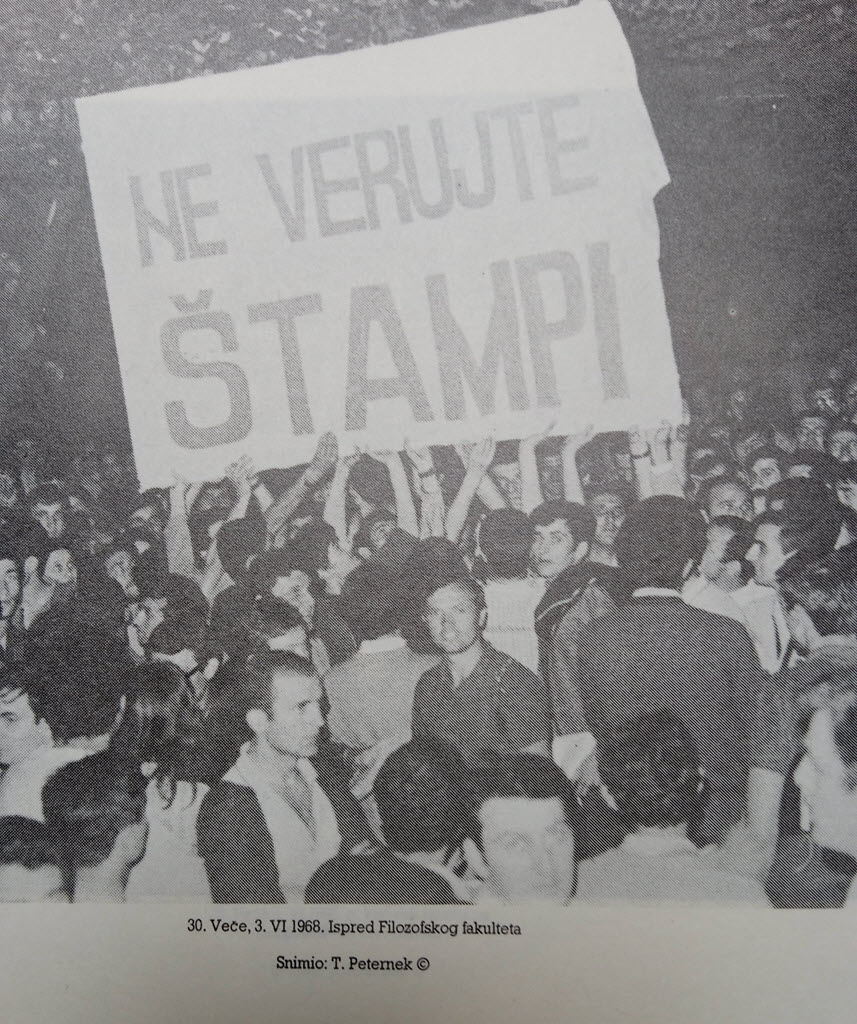 NE VERUJTE
ŠTAMPI
30. Veče, 3. VI 1968. Ispred Filozofskog fakulteta
Snimio: T. Peternek ©